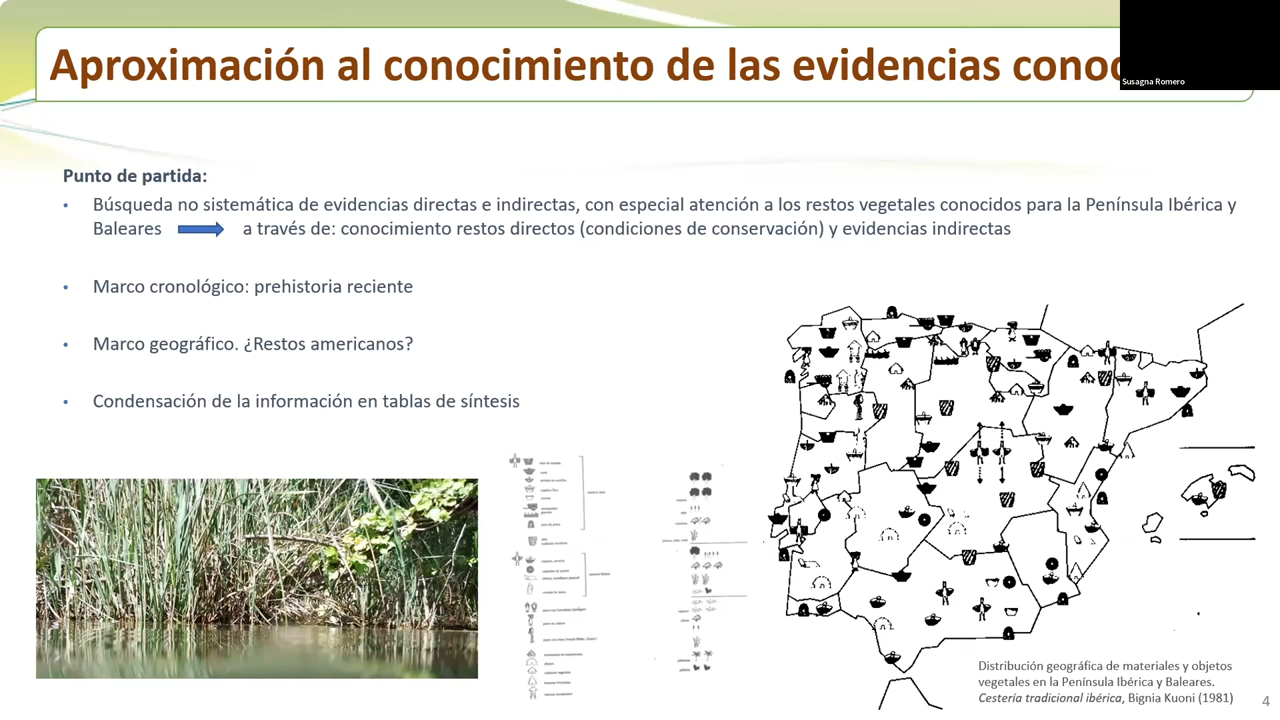 Aproximación al conocimiento de las evidencias
Susagna Romero
Punto de partida:
• Búsqueda no sistemática de evidencias directas e indirectas, con especial atención a los restos vegetales conocidos para la Península Ibérica y
Baleares a través de: conocimiento restos directos (condiciones de conservación) y evidencias indirectas
• Marco cronológico: prehistoria reciente
• Marco geográfico. ¿Restos americanos?
• Condensación de la información en tablas de síntesis
Distribución geográfica de materiales y objetos
vegetales en la Península Ibérica y Baleares.
Cestería tradicional ibérica, Bignia Kuoni (1981)
4